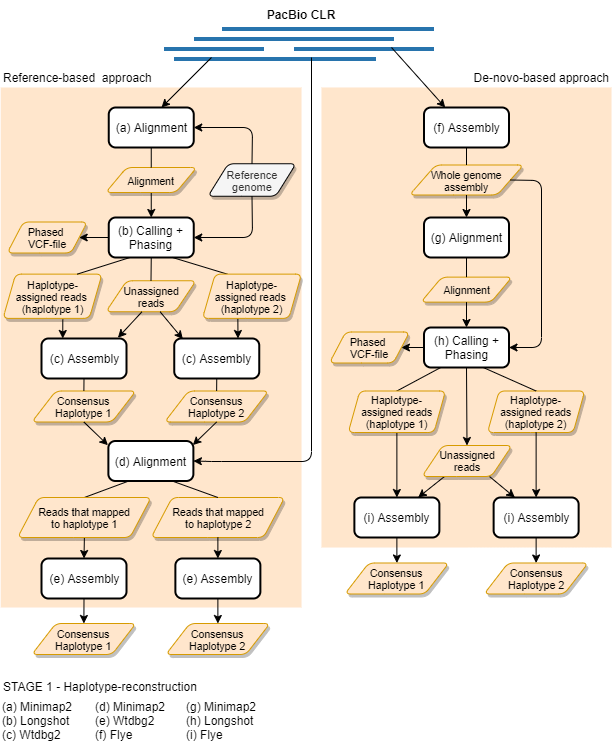 PacBio CLR
Reference-based approach
De-novo-based approach
(a) Alignment
Alignment
Reference
genome
Phased
VCF-file
(b) Calling +
Phasing
Haplotype-
assigned reads
(haplotype 1)
Unassigned
reads
Haplotype-
assigned reads
(haplotype 2)
(c) Assembly
(c) Assembly
Consensus
Haplotype 1
Consensus
Haplotype 2
(d) Alignment
Reads that mapped
to haplotype 1
Reads that mapped
to haplotype 2
(e) Assembly
(e) Assembly
Consensus
Haplotype 1
Consensus
Haplotype 2
(f) Assembly
Whole genome
assembly
(g) Alignment
Alignment
Phased
VCF-file
(h) Calling +
Phasing
Haplotype-
assigned reads
(haplotype 1)
Haplotype-
assigned reads
(haplotype 2)
Unassigned
reads
(i) Assembly
(i) Assembly
Consensus
Haplotype 1
Consensus
Haplotype 2
STAGE 1 - Haplotype-reconstruction
(a) Minimap2 (d) Minimap2 (g) Minimap2
(b) Longshot (e) Wtdbg2 (h) Longshot
(c) Wtdbg2 (f) Flye (i) Flye